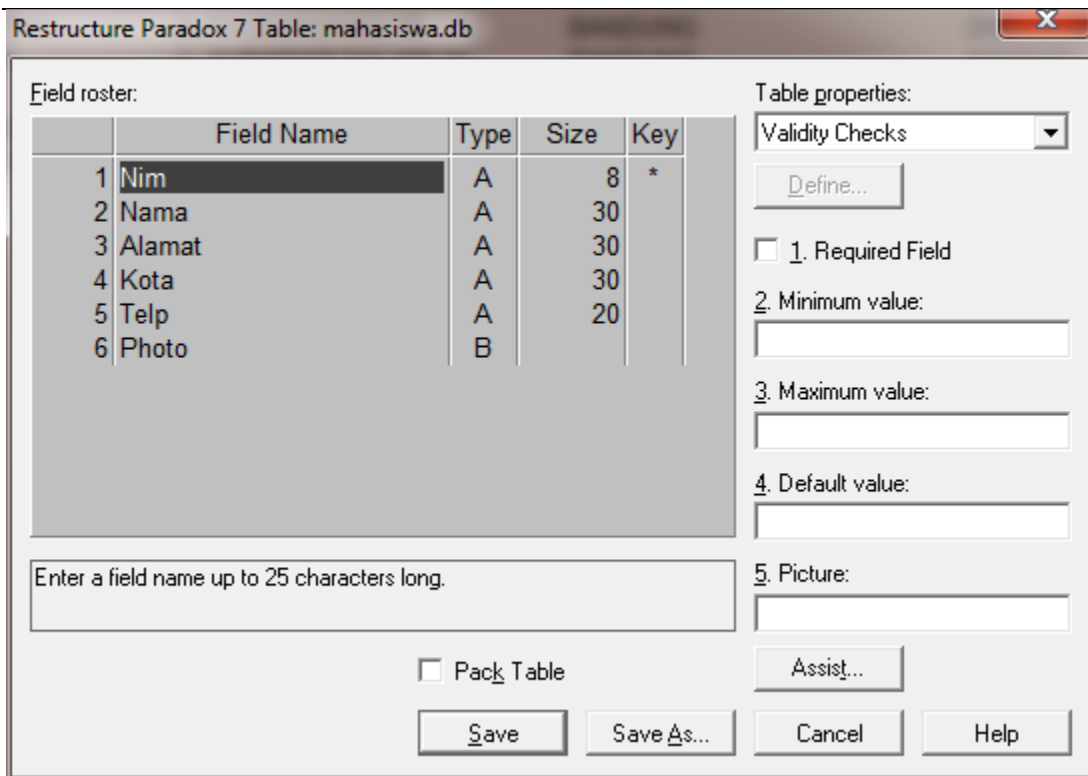 Restructure Paradox 7 Table: mahasiswa.db
Field roster:
Field Name Type Size Key
1 Nim A 8 *
2 Nama A 30
3 Alamat A 30
4 Kota A 30
5 Telp A 20
6 Photo B
Enter a field name up to 25 characters long.
Pack Table
Save
Save As...
Table properties:
Validity Checks
Define...
1. Required Field
2. Minimum value:
3. Maximum value:
4. Default value:
5. Picture:
Assist...
Cancel
Help